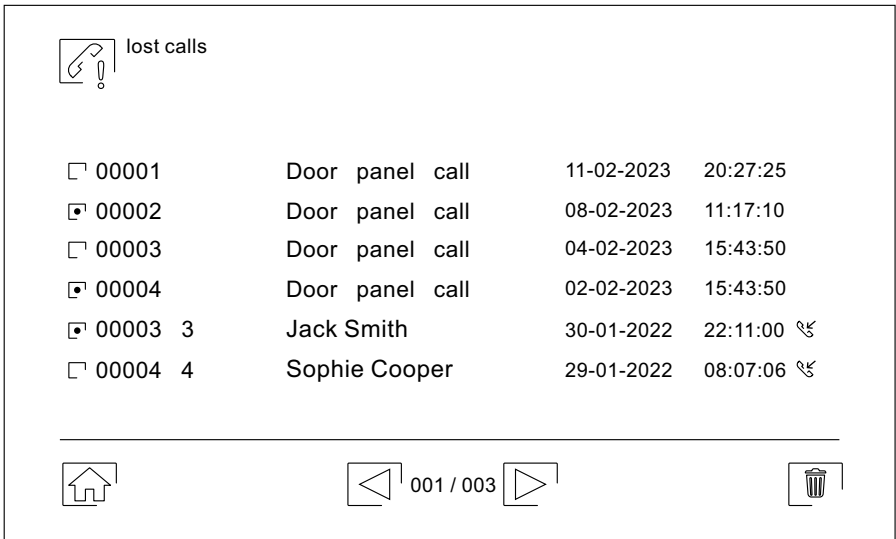 lost calls
00001 Door panel call 11-02-2023 20:27:25
00002 Door panel call 08-02-2023 11:17:10
00003 Door panel call 04-02-2023 15:43:50
00004 Door panel call 02-02-2023 15:43:50
00003 3 Jack Smith 30-01-2022 22:11:00
00004 4 Sophie Cooper 29-01-2022 08:07:06
001 / 003